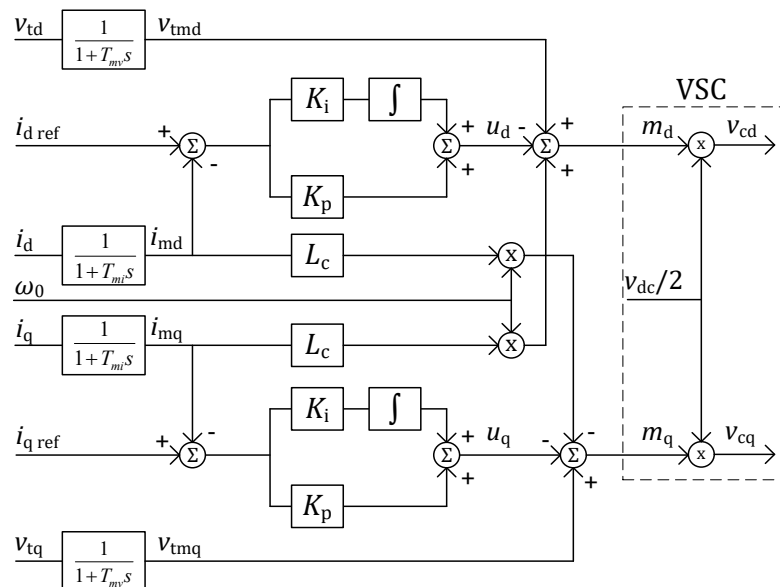 v_td 1/(1+T_mv s) v_tmd
VSC
K_i ∫
i_d ref + Σ - + + Σ u_d - + + Σ m_d x v_cd
K_p
i_d 1/(1+T_mi s) i_md L_c x
ω_0 v_dc/2
i_q 1/(1+T_mi s) i_mq L_c x
K_i ∫
i_q ref + - Σ + + Σ u_q - - + Σ m_q x v_cq
K_p
v_tq 1/(1+T_mv s) v_tmq